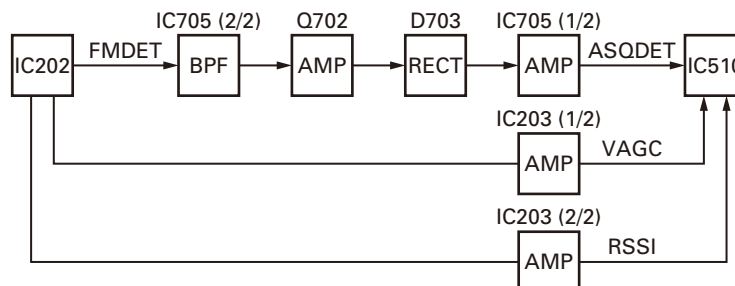 IC705 (2/2) Q702 D703 IC705 (1/2)
IC202 FMDET BPF AMP RECT AMP ASQDET IC510
IC203 (1/2)
AMP VAGC
IC203 (2/2)
AMP RSSI